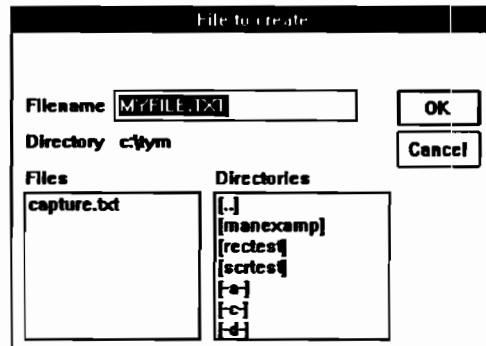 File to create
Filename MYFILE.TXT
OK
Directory c:\tym
Cancel
Files
Directories
capture.txt
[..]
[manexamp]
[rectest]
[scrtest]
[-a-]
[-c-]
[-d-]